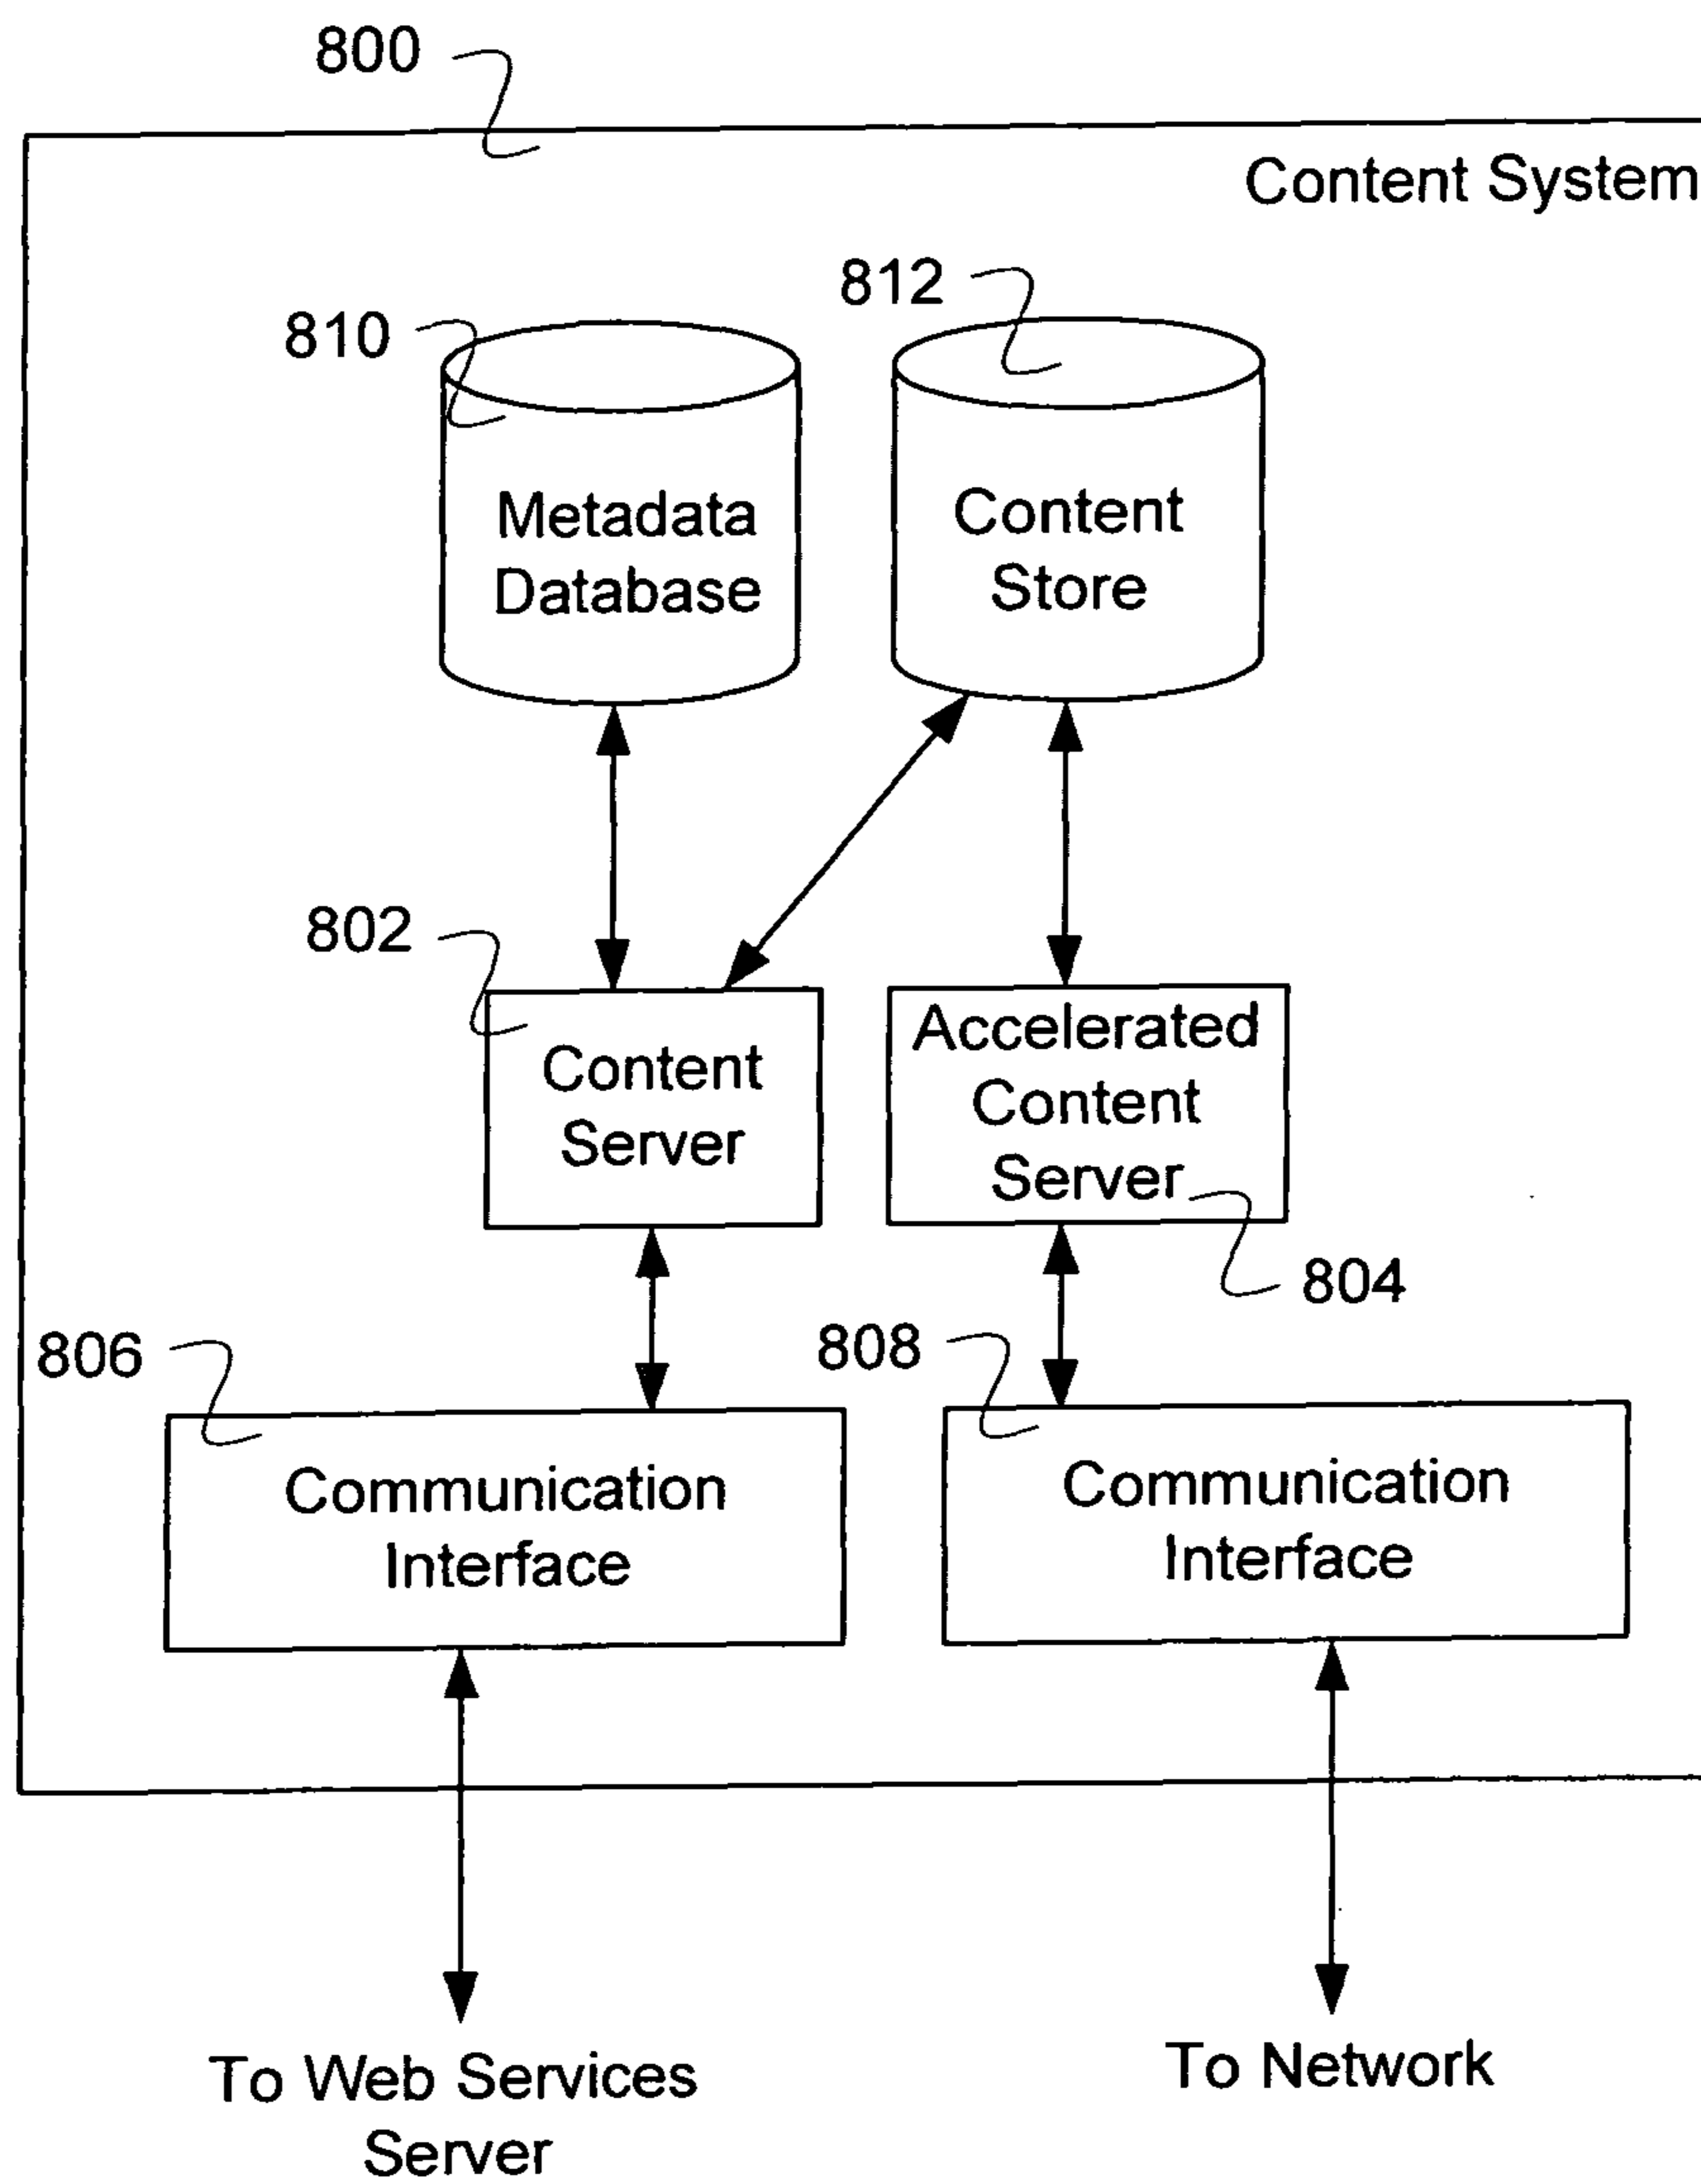 800
Content System
812
810
Metadata
Database
Content
Store
802
Content
Server
Accelerated
Content
Server
804
806
808
Communication
Interface
Communication
Interface
To Web Services
Server
To Network